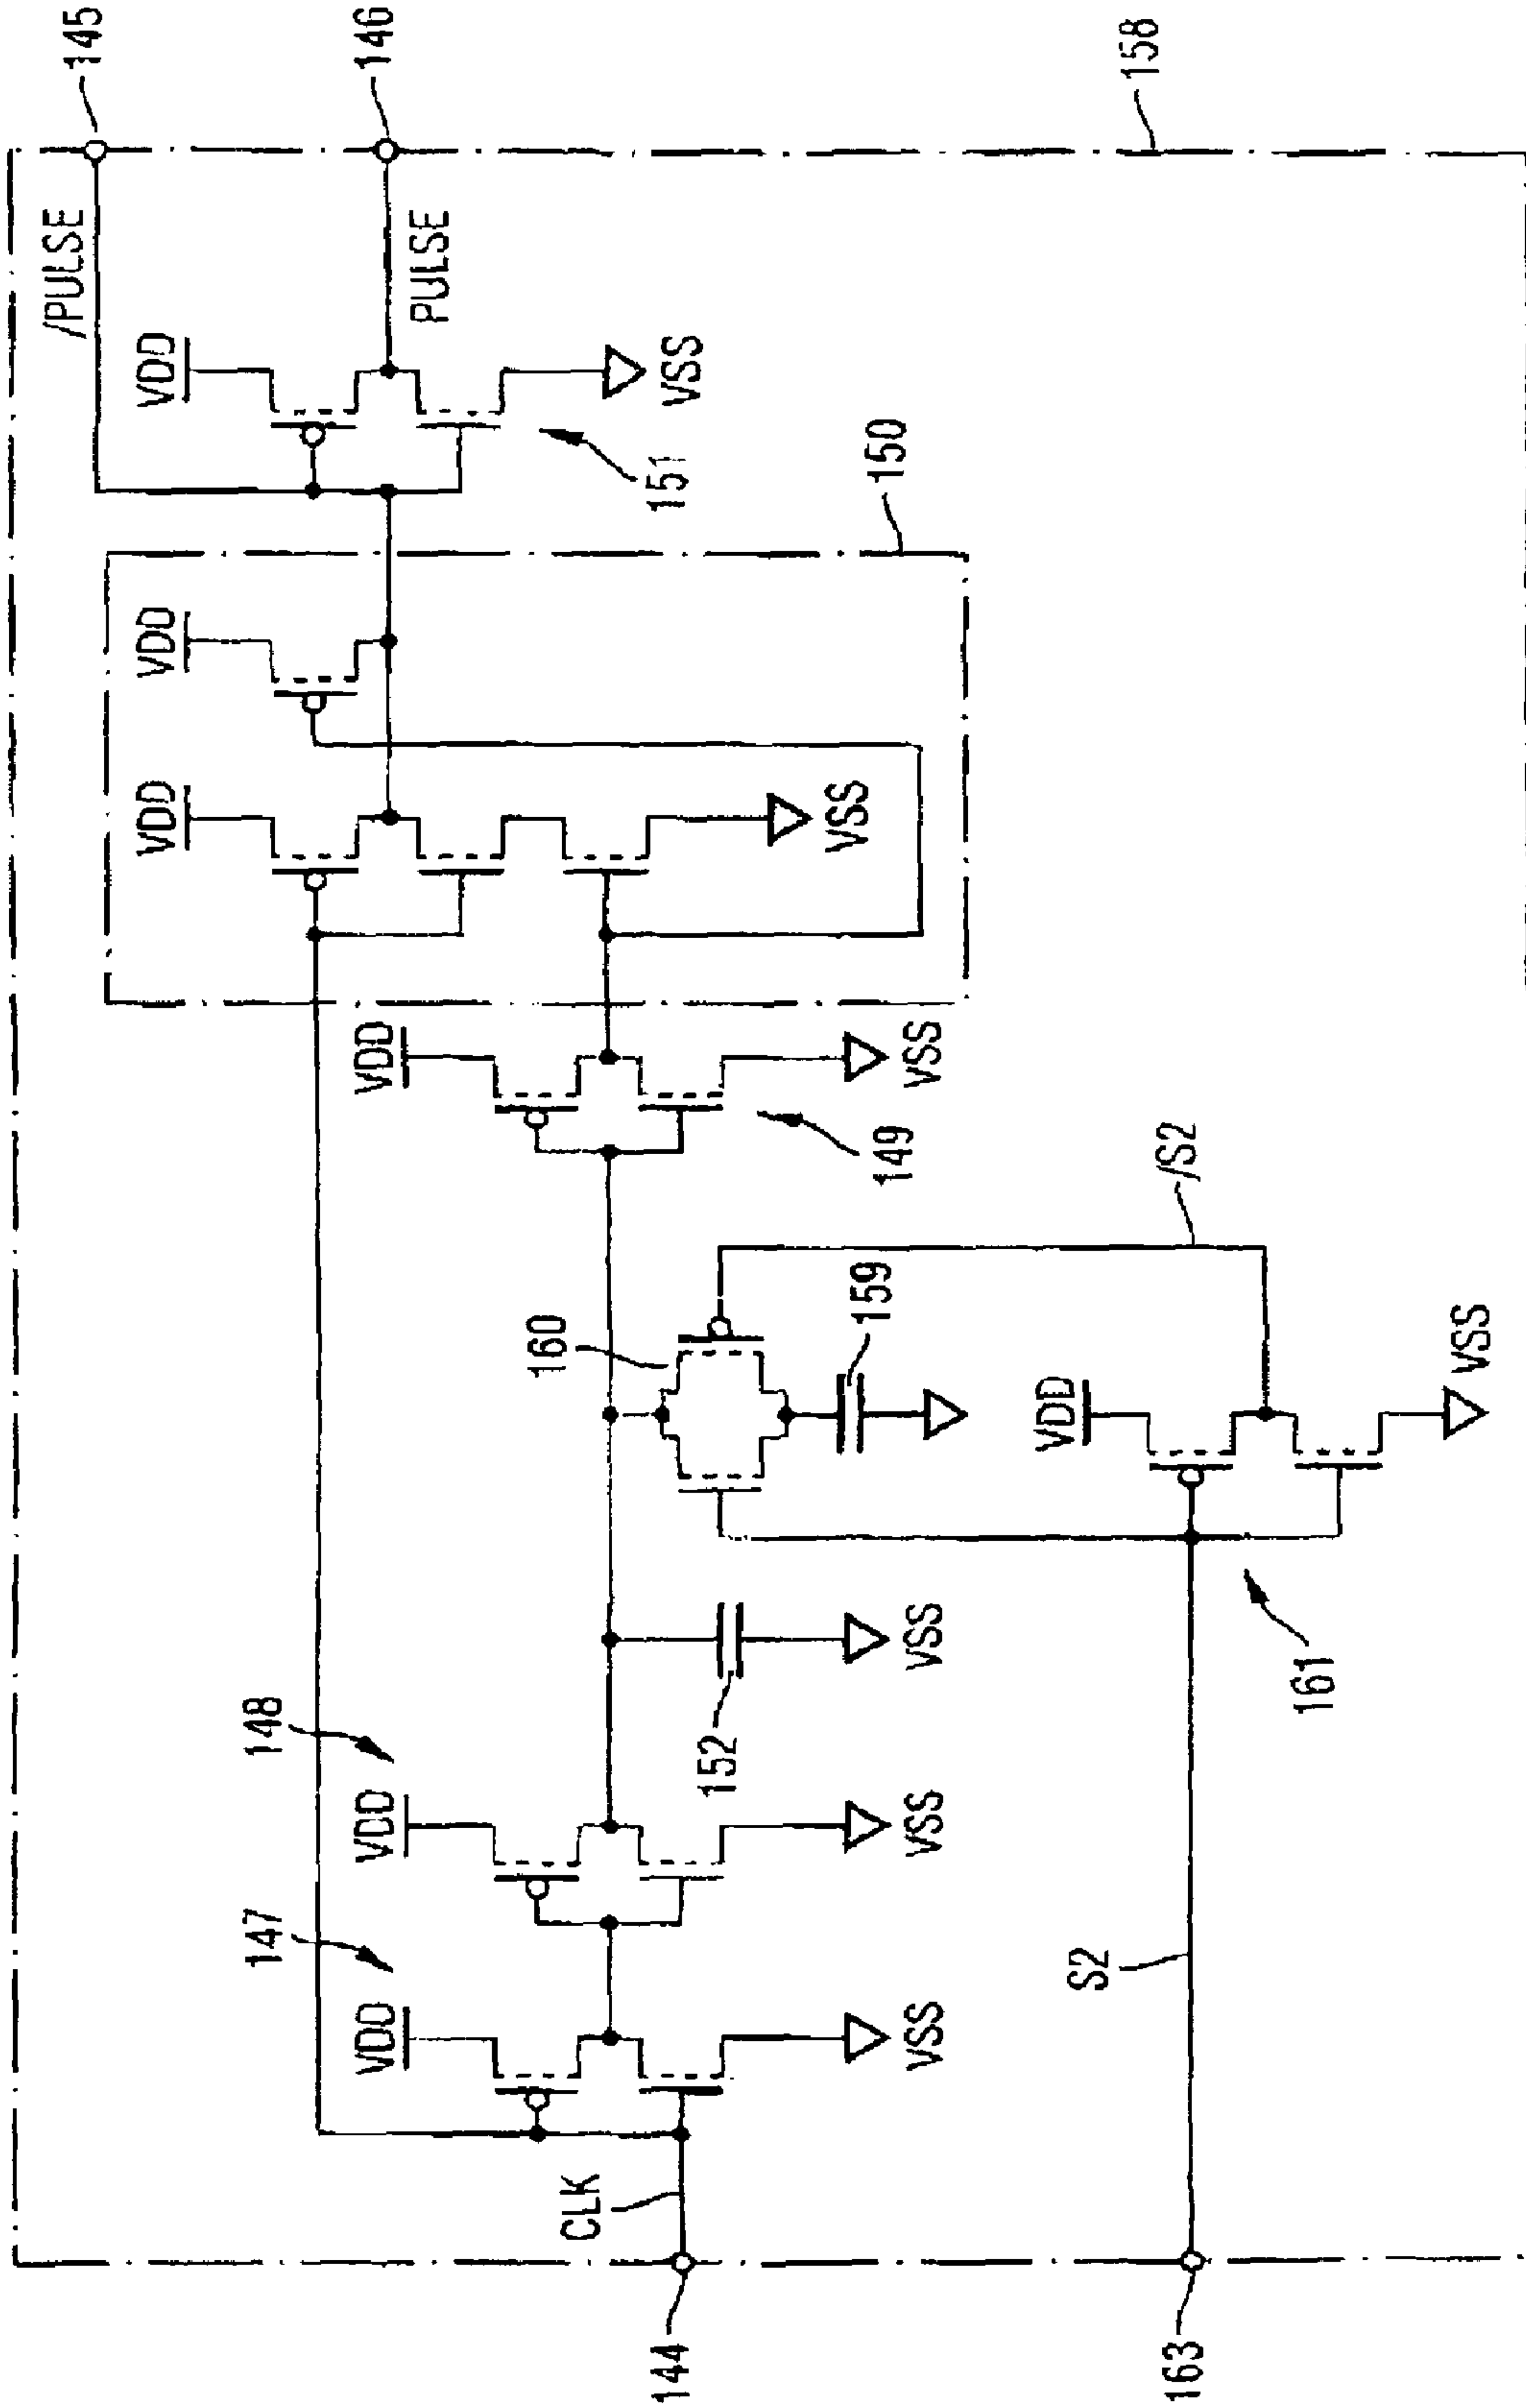 145
146
158
/PULSE
PULSE
VDD
VSS
151
150
VDD
VDD
VSS
VDD
VSS
149
/S2
160
159
VDD
VSS
161
152
VSS
148
VDD
VSS
147
VDD
VSS
S2
CLK
144
163